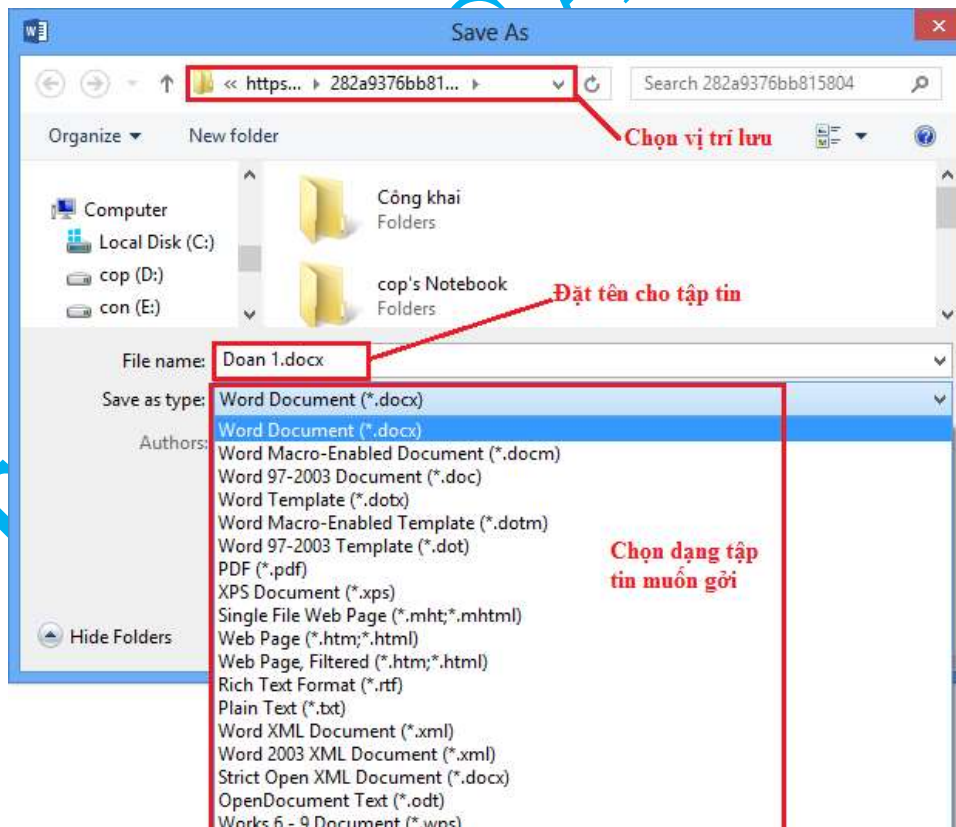 Save As
« https... ▸ 282a9376bb81... ▸
Search 282a9376bb815804
Organize
New folder
Chọn vị trí lưu
Computer
Local Disk (C:)
cop (D:)
con (E:)
Công khai
Folders
cop's Notebook
Folders
Đặt tên cho tập tin
File name: Doan 1.docx
Save as type: Word Document (*.docx)
Authors:
Word Document (*.docx)
Word Macro-Enabled Document (*.docm)
Word 97-2003 Document (*.doc)
Word Template (*.dotx)
Word Macro-Enabled Template (*.dotm)
Word 97-2003 Template (*.dot)
PDF (*.pdf)
XPS Document (*.xps)
Single File Web Page (*.mht;*.mhtml)
Web Page (*.htm;*.html)
Web Page, Filtered (*.htm;*.html)
Rich Text Format (*.rtf)
Plain Text (*.txt)
Word XML Document (*.xml)
Word 2003 XML Document (*.xml)
Strict Open XML Document (*.docx)
OpenDocument Text (*.odt)
Works 6 - 9 Document (*.wps)
Chọn dạng tập
tin muốn gởi
Hide Folders